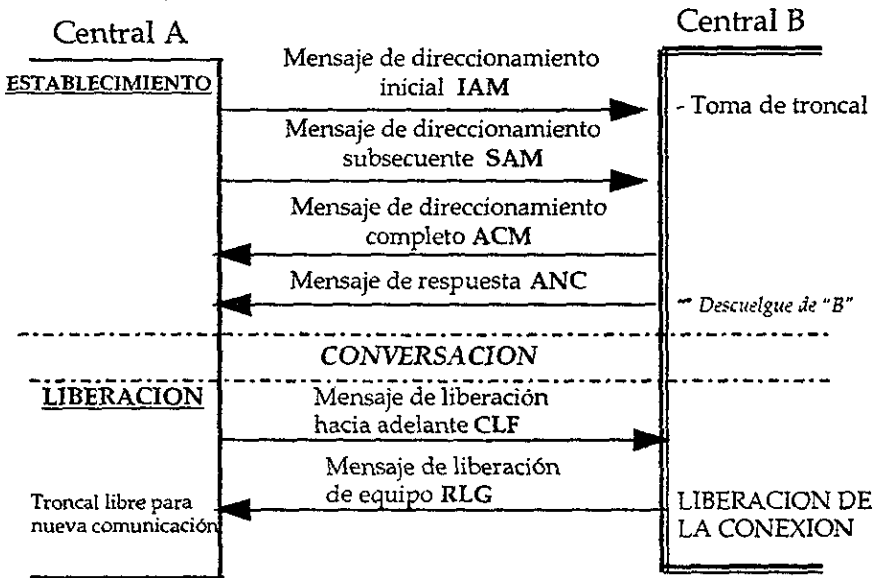 Central A
Central B
ESTABLECIMIENTO
Mensaje de direccionamiento
inicial IAM
- Toma de troncal
Mensaje de direccionamiento
subsecuente SAM
Mensaje de direccionamiento
completo ACM
Mensaje de respuesta ANC
- Descuelgue de "B"
CONVERSACION
LIBERACION
Mensaje de liberación
hacia adelante CLF
Mensaje de liberación
de equipo RLG
Troncal libre para
nueva comunicación
LIBERACION DE
LA CONEXION